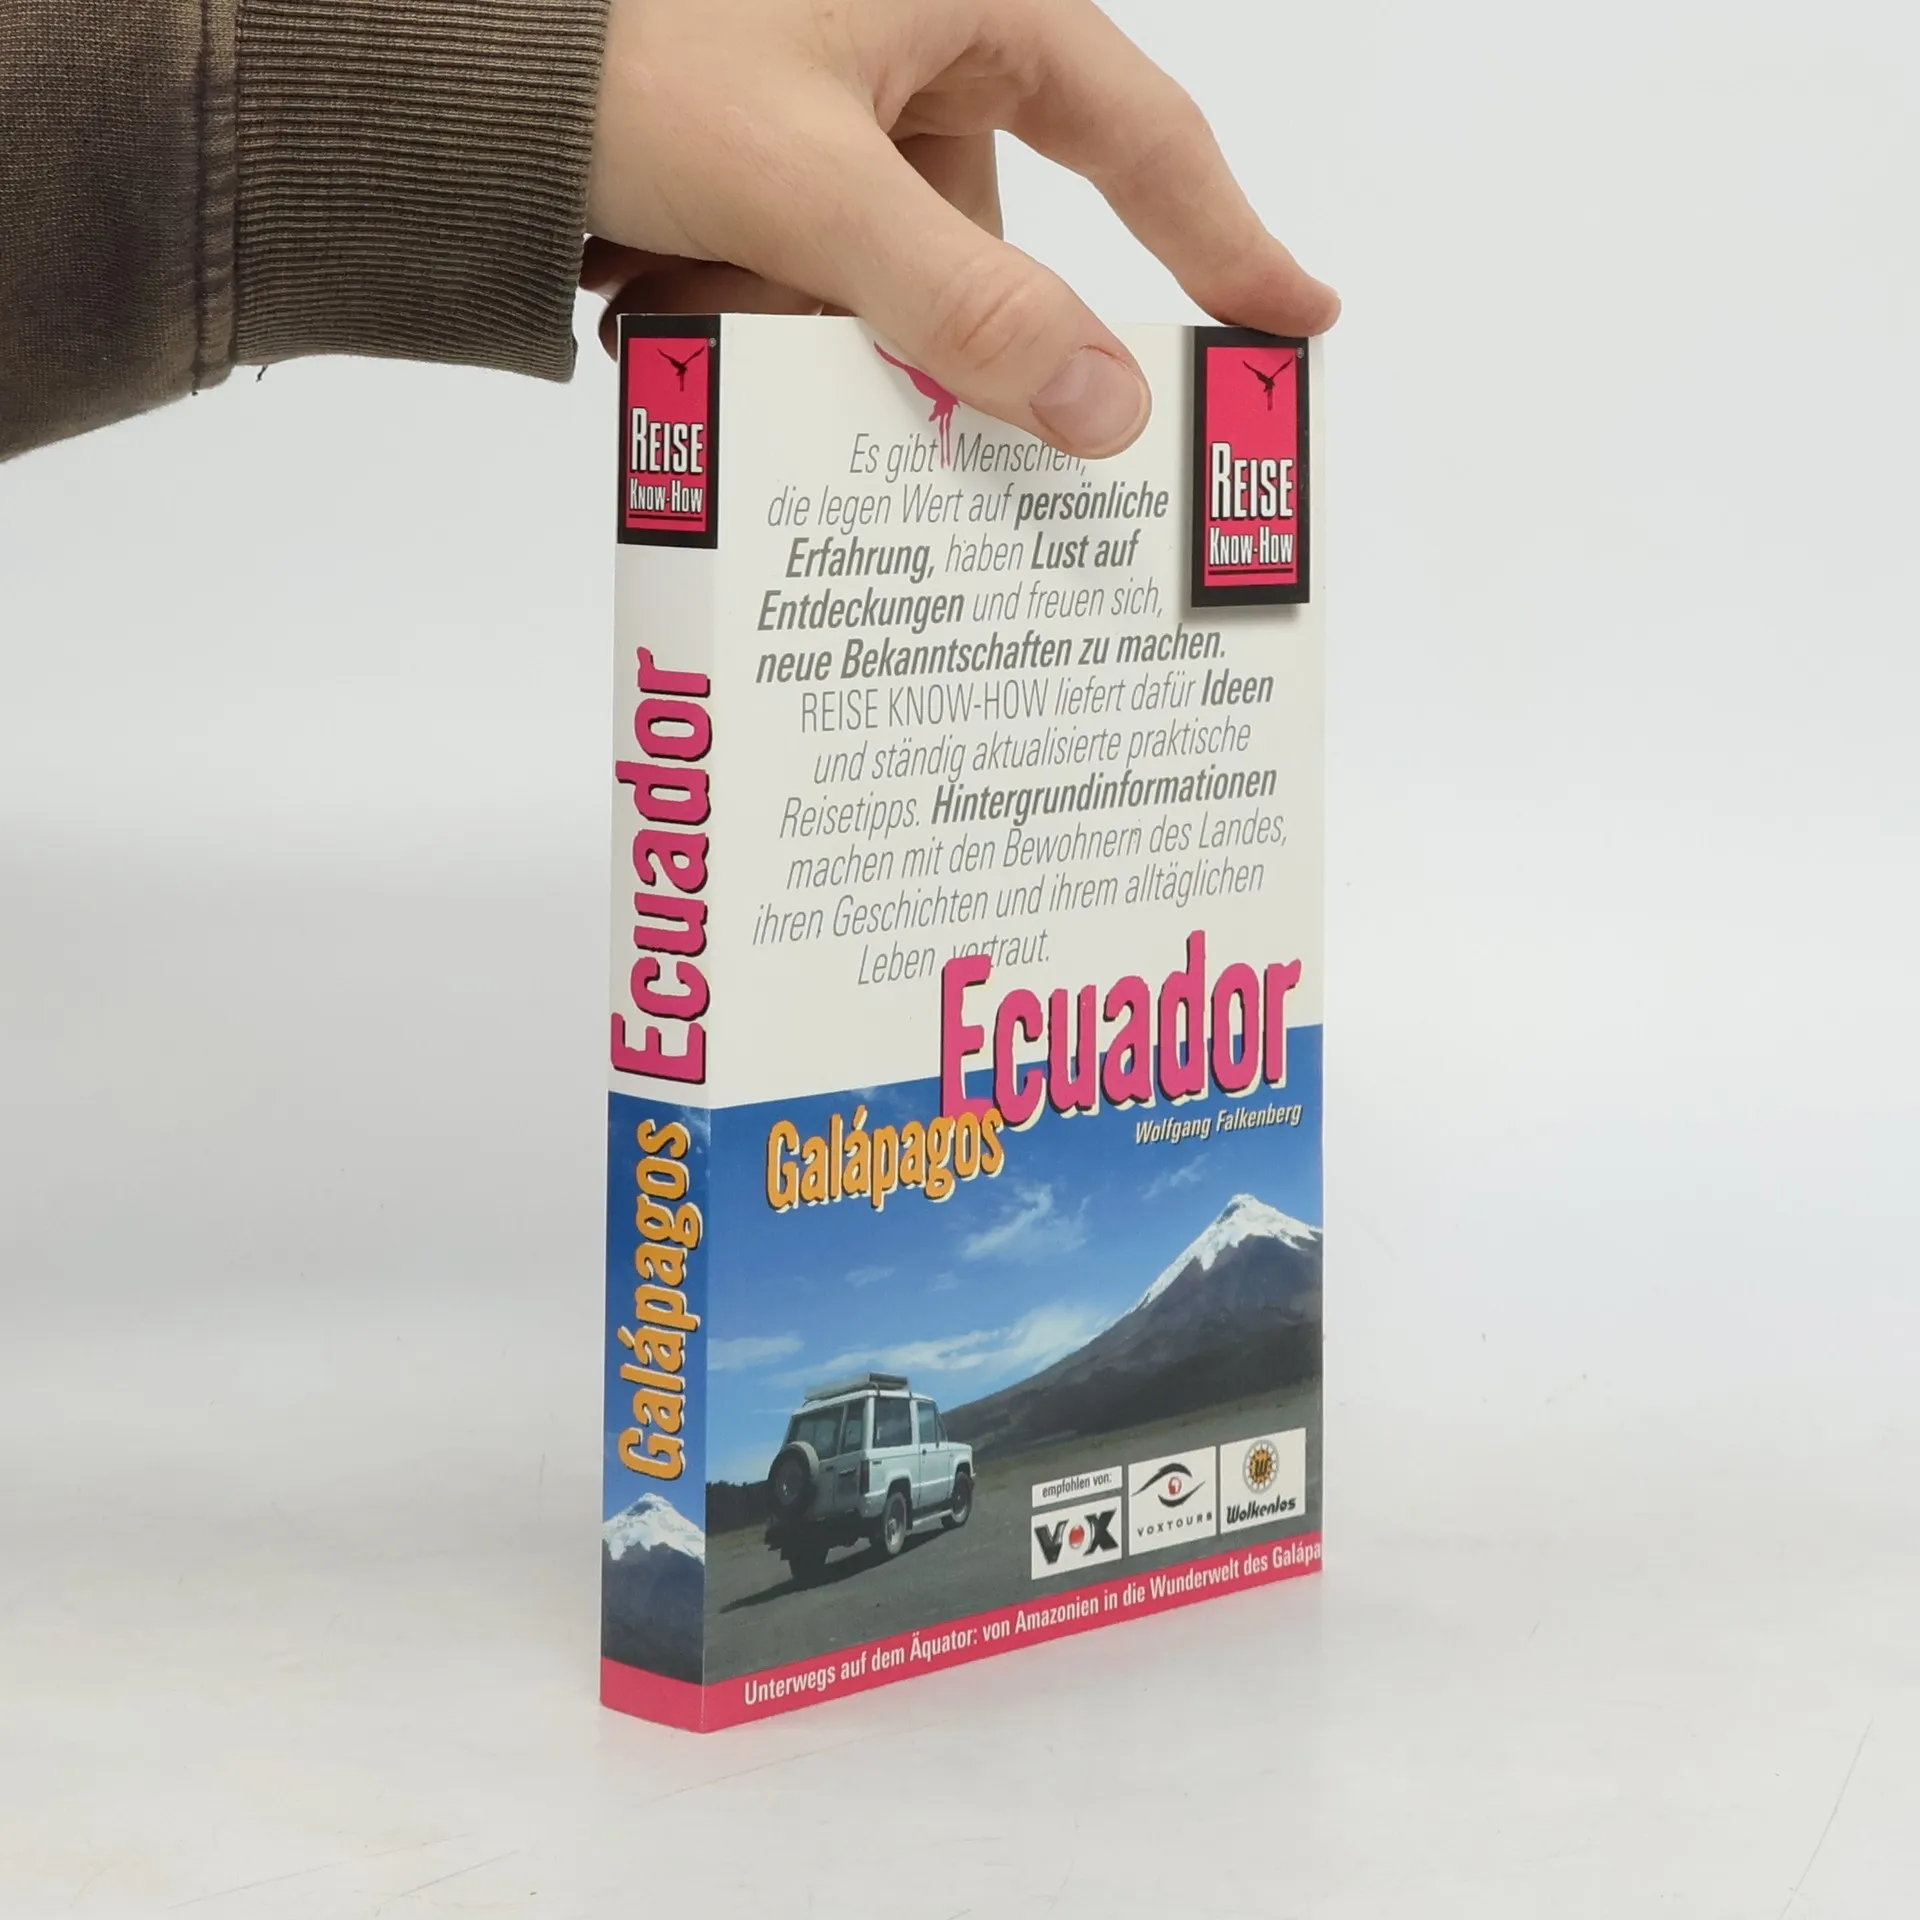 REISE
KNOW-HOW
Ecuador
Galápagos
Es gibt Menschen,
die legen Wert auf persönliche
Erfahrung, haben Lust auf
Entdeckungen und freuen sich,
neue Bekanntschaften zu machen.
REISE KNOW-HOW liefert dafür Ideen
und ständig aktualisierte praktische
Reisetipps. Hintergrundinformationen
machen mit den Bewohnern des Landes,
ihren Geschichten und ihrem alltäglichen
Leben vertraut.
REISE
KNOW-HOW
Ecuador
Galápagos
Wolfgang Falkenberg
empfohlen von:
VOX
VOXTOURS
Wolkenlos
Unterwegs auf dem Äquator: von Amazonien in die Wunderwelt des Galápa